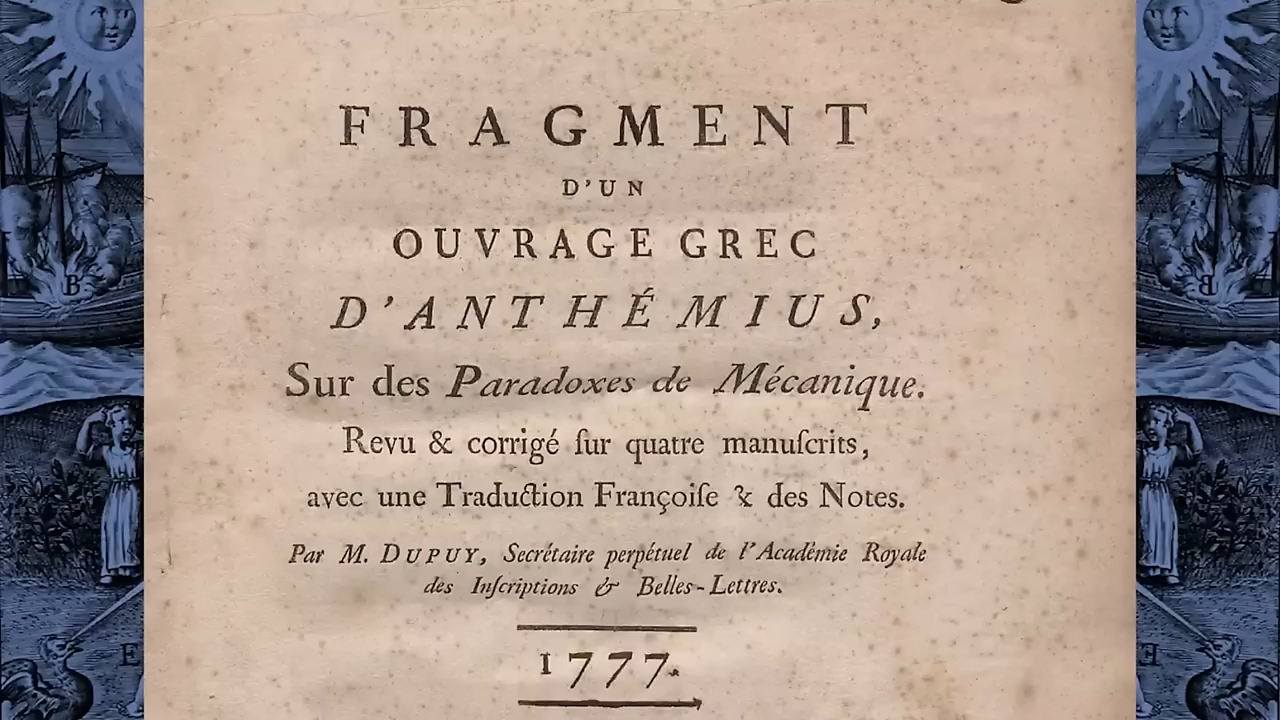 FRAGMENT
D'UN
OUVRAGE GREC
D'ANTHÉMIUS,
Sur des Paradoxes de Mécanique.
Revu & corrigé ſur quatre manuſcrits,
avec une Traduction Françoiſe & des Notes.
Par M. DUPUY, Secrétaire perpétuel de l'Académie Royale
des Inſcriptions & Belles-Lettres.
1777.
B
B
E
E